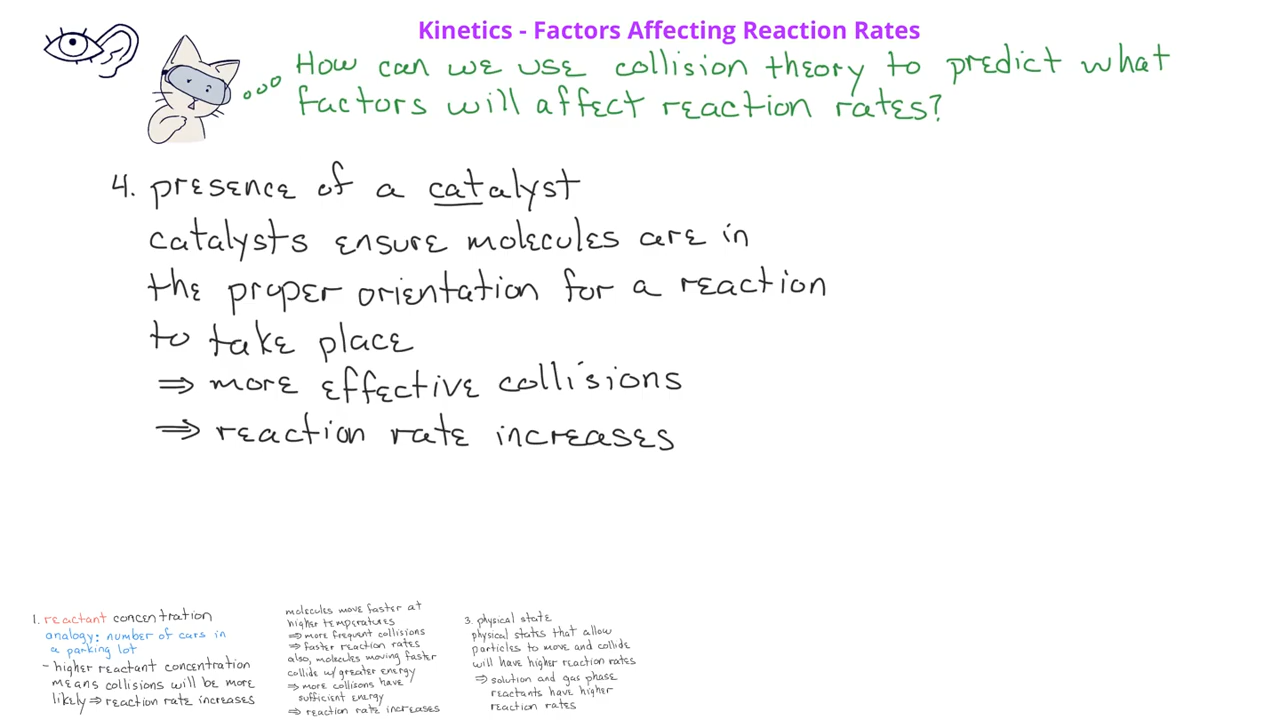 Kinetics - Factors Affecting Reaction Rates
How can we use collision theory to predict what
factors will affect reaction rates?
4. presence of a catalyst
catalysts ensure molecules are in
the proper orientation for a reaction
to take place
⇒ more effective collisions
⇒ reaction rate increases
1. reactant concentration
analogy: number of cars in
a parking lot
- higher reactant concentration
means collisions will be more
likely ⇒ reaction rate increases
molecules move faster at
higher temperatures
⇒ more frequent collisions
⇒ faster reaction rates
also, molecules moving faster
collide w/ greater energy
⇒ more collisons have
sufficient energy
⇒ reaction rate increases
3. physical state
physical states that allow
particles to move and collide
will have higher reaction rates
⇒ solution and gas phase
reactants have higher
reaction rates